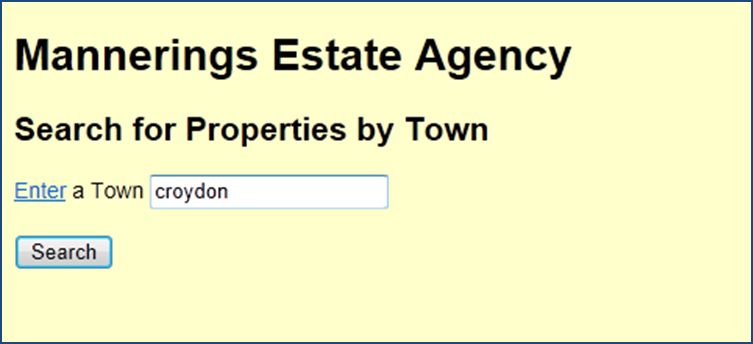 Mannerings Estate Agency
Search for Properties by Town
Enter a Town croydon
Search